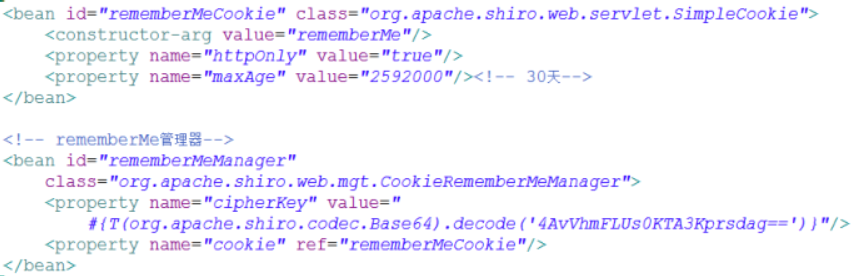 <bean id="rememberMeCookie" class="org.apache.shiro.web.servlet.SimpleCookie">
    <constructor-arg value="rememberMe"/>
    <property name="httpOnly" value="true"/>
    <property name="maxAge" value="2592000"/><!-- 30天-->
</bean>

<!-- rememberMe管理器-->
<bean id="rememberMeManager"
    class="org.apache.shiro.web.mgt.CookieRememberMeManager">
    <property name="cipherKey" value="
        #{T(org.apache.shiro.codec.Base64).decode('4AvVhmFLUs0KTA3Kprsdag==')}"/>
    <property name="cookie" ref="rememberMeCookie"/>
</bean>